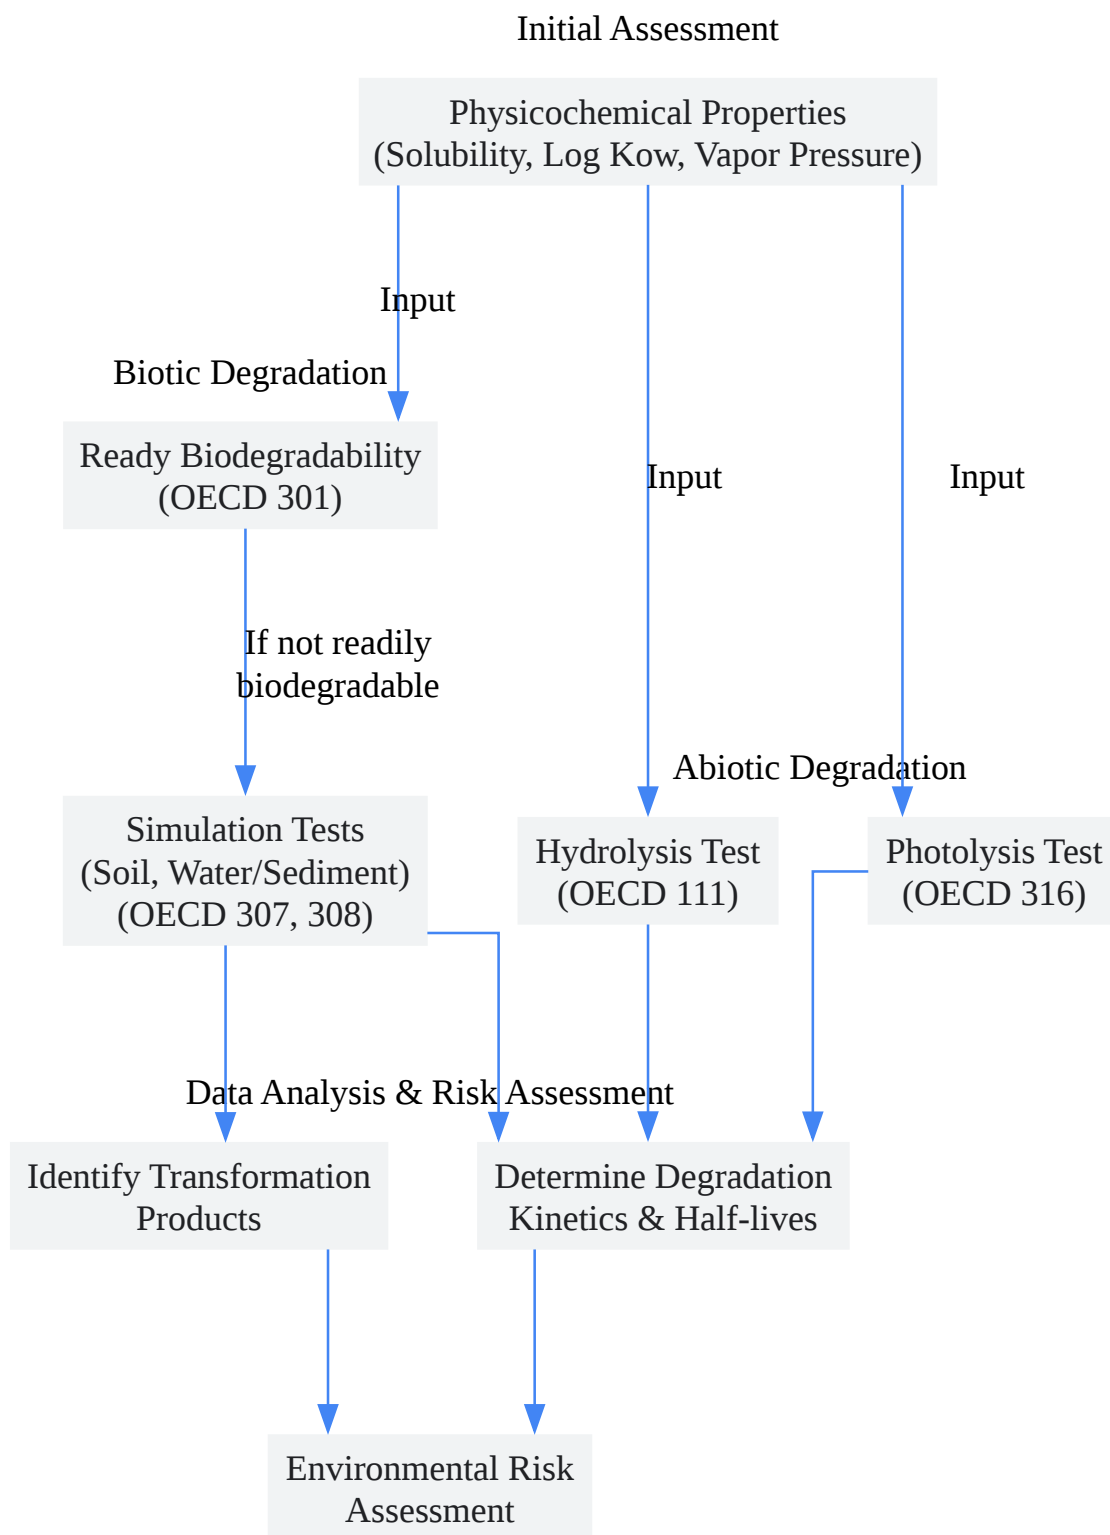 Initial Assessment
Physicochemical Properties
(Solubility, Log Kow, Vapor Pressure)
Input
Biotic Degradation
Ready Biodegradability
(OECD 301)
Input
Input
If not readily
biodegradable
Abiotic Degradation
Simulation Tests
(Soil, Water/Sediment)
(OECD 307, 308)
Hydrolysis Test
(OECD 111)
Photolysis Test
(OECD 316)
Data Analysis & Risk Assessment
Identify Transformation
Products
Determine Degradation
Kinetics & Half-lives
Environmental Risk
Assessment